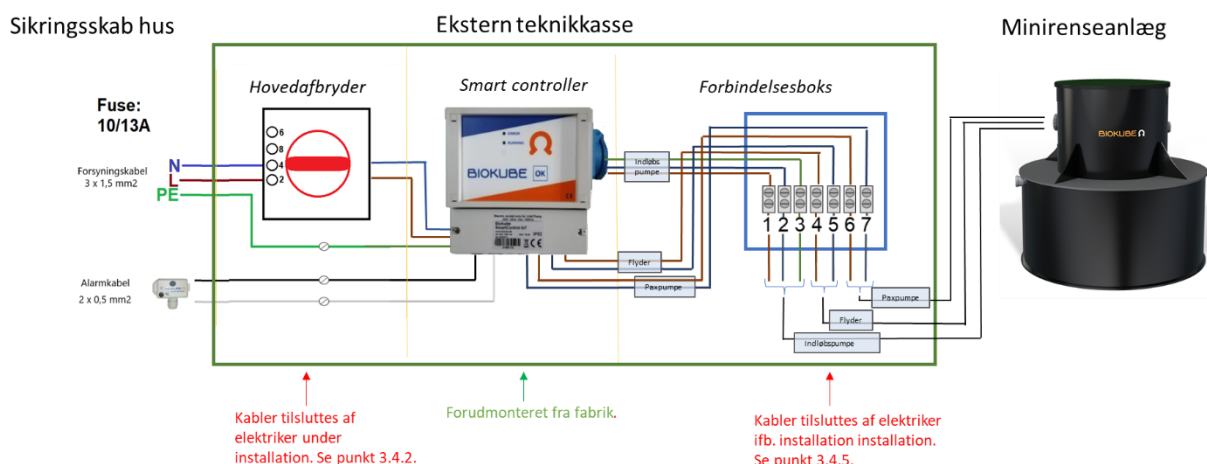 Sikringsskab hus
Ekstern teknikkasse
Minirenseanlæg
Hovedafbryder
Smart controller
Forbindelsesboks
Fuse:
10/13A
Forsyningskabel
3 x 1,5 mm2
N
L
PE
6
8
4
2
BIOKUBE OK
Biokube
Indløbs
pumpe
1 2 3 4 5 6 7
BIOKUBE
Alarmkabel
2 x 0,5 mm2
Flyder
Paxpumpe
Paxpumpe
Flyder
Indløbspumpe
Kabler tilsluttes af
elektriker under
installation. Se punkt 3.4.2.
Forudmonteret fra fabrik.
Kabler tilsluttes af elektriker
ifb. installation installation.
Se punkt 3.4.5.